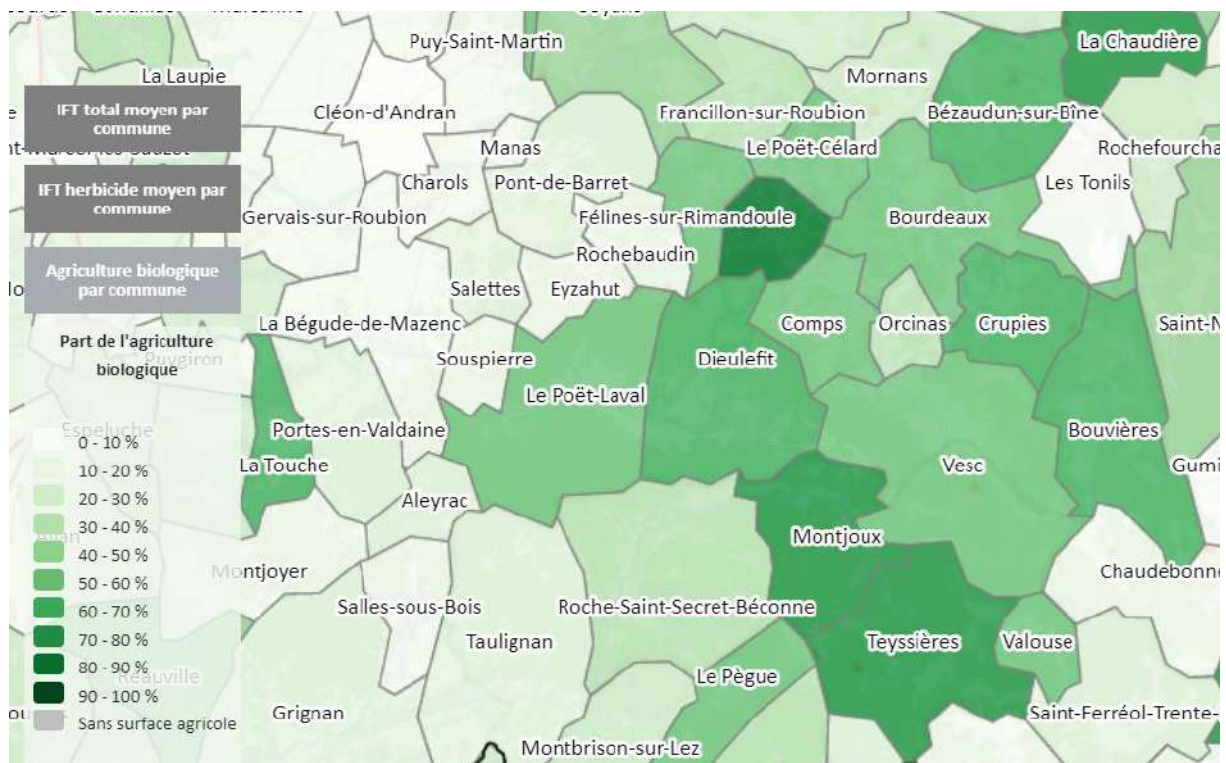 Puy-Saint-Martin
La Chaudière
La Laupie
Mornans
IFT total moyen par
commune
Cléon-d'Andran
Francillon-sur-Roubion
Bézaudun-sur-Bîne
Manas
Le Poët-Célard
Rochefourcha
IFT herbicide moyen par
commune
Charols
Pont-de-Barret
Les Tonils
Gervais-sur-Roubion
Félines-sur-Rimandoule
Bourdeaux
Rochebaudin
Agriculture biologique
par commune
Salettes
Eyzahut
La Bégude-de-Mazenc
Comps
Orcinas
Crupies
Saint-N
Part de l'agriculture
biologique
Puygiron
Souspierre
Dieulefit
Le Poët-Laval
Espeluche
Portes-en-Valdaine
Bouvières
0 - 10 %
La Touche
Vesc
Gumi
10 - 20 %
20 - 30 %
Aleyrac
30 - 40 %
Allan
Montjoux
40 - 50 %
Montjoyer
Chaudebonne
50 - 60 %
Salles-sous-Bois
Roche-Saint-Secret-Béconne
60 - 70 %
Taulignan
Teyssières
Valouse
70 - 80 %
80 - 90 %
Réauville
Le Pègue
90 - 100 %
Sans surface agricole
Grignan
Saint-Ferréol-Trente-
Montbrison-sur-Lez